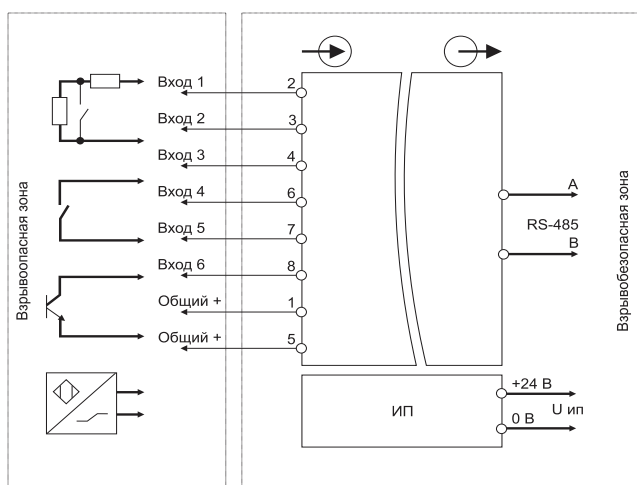 Взрывоопасная зона
Вход 1
2
Вход 2
3
Вход 3
4
Вход 4
6
Вход 5
7
Вход 6
8
Общий +
1
Общий +
5
A
RS-485
B
ИП
+24 В
U ип
0 В
Взрывобезопасная зона